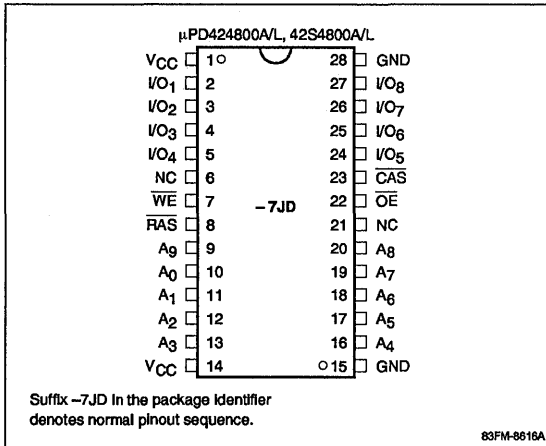 μPD424800A/L, 42S4800A/L
VCC 1 28 GND
I/O1 2 27 I/O8
I/O2 3 26 I/O7
I/O3 4 25 I/O6
I/O4 5 24 I/O5
NC 6 23 CAS
WE 7 22 OE
–7JD
RAS 8 21 NC
A9 9 20 A8
A0 10 19 A7
A1 11 18 A6
A2 12 17 A5
A3 13 16 A4
VCC 14 15 GND
Suffix –7JD in the package identifier
denotes normal pinout sequence.
83FM-8616A